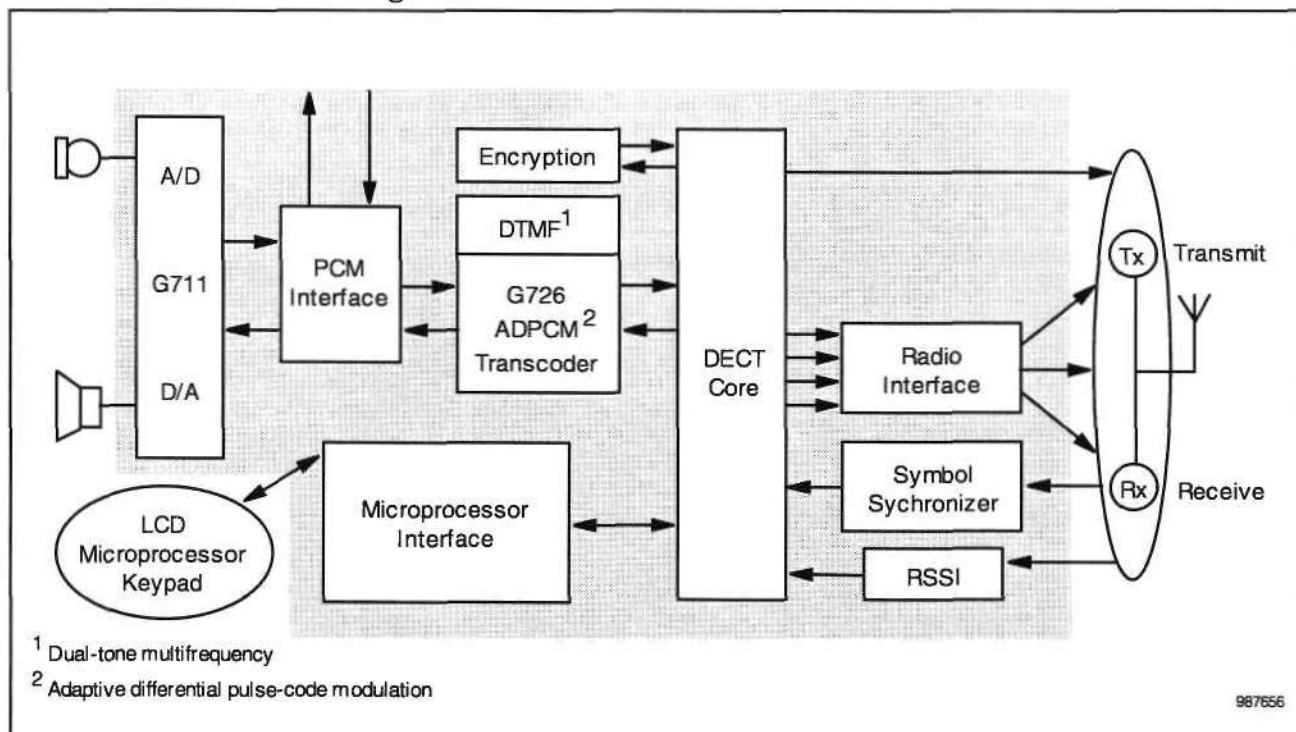 A/D
G711
D/A
PCM
Interface
Encryption
DTMF1
G726
ADPCM2
Transcoder
DECT
Core
Radio
Interface
Symbol
Sychronizer
RSSI
Tx
Transmit
Rx
Receive
Microprocessor
Interface
LCD
Microprocessor
Keypad
1 Dual-tone multifrequency
2 Adaptive differential pulse-code modulation
987656